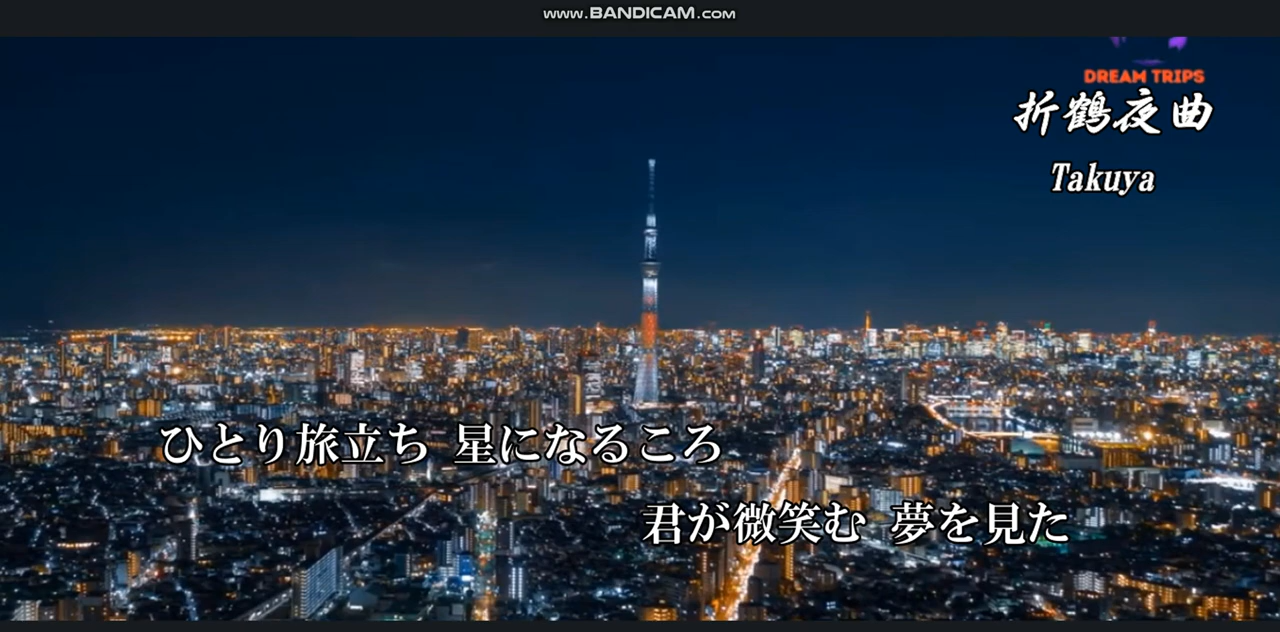 www.BANDICAM.com
DREAM TRIPS
折鶴夜曲
Takuya
ひとり旅立ち 星になるころ
君が微笑む 夢を見た